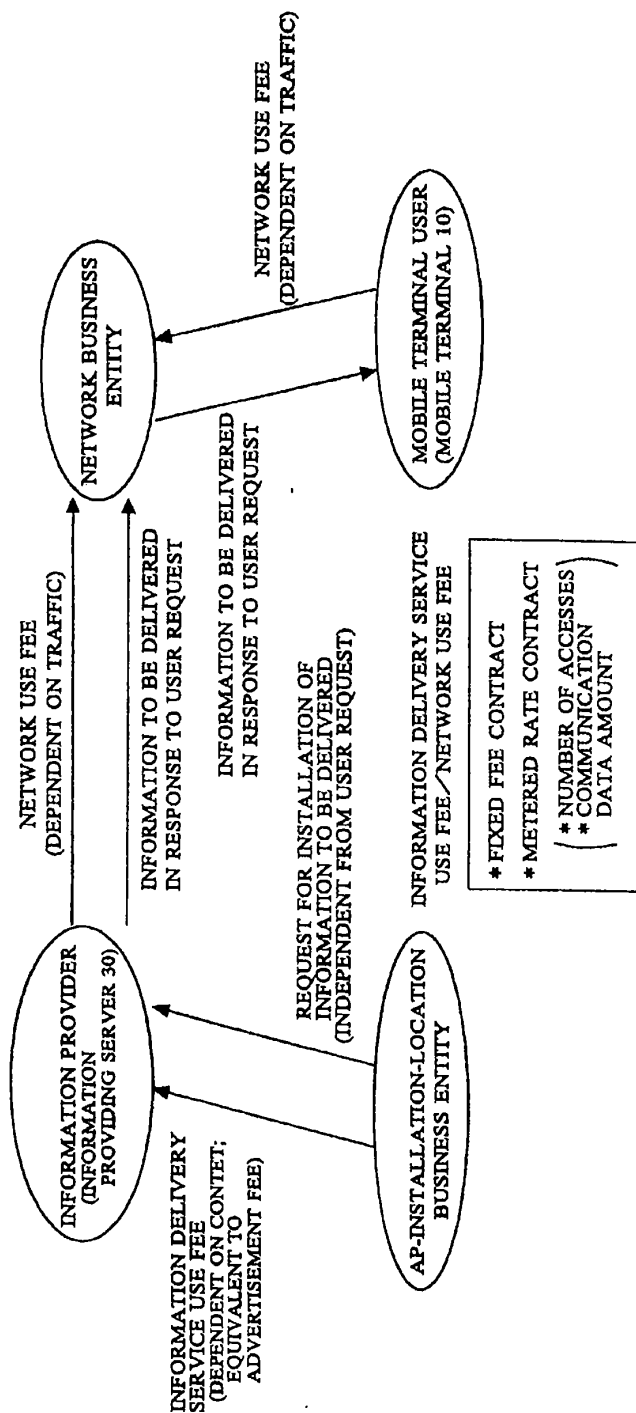 NETWORK USE FEE
(DEPENDENT ON TRAFFIC)
INFORMATION PROVIDER
(INFORMATION
PROVIDING SERVER 30)
NETWORK BUSINESS
ENTITY
INFORMATION TO BE DELIVERED
IN RESPONSE TO USER REQUEST
NETWORK USE FEE
(DEPENDENT ON TRAFFIC)
INFORMATION TO BE DELIVERED
IN RESPONSE TO USER REQUEST
INFORMATION DELIVERY
SERVICE USE FEE
(DEPENDENT ON CONTET;
EQUIVALENT TO
ADVERTISEMENT FEE)
REQUEST FOR INSTALLATION OF
INFORMATION TO BE DELIVERED
(INDEPENDENT FROM USER REQUEST)
AP-INSTALLATION-LOCATION
BUSINESS ENTITY
MOBILE TERMINAL USER
(MOBILE TERMINAL 10)
INFORMATION DELIVERY SERVICE
USE FEE/NETWORK USE FEE
* FIXED FEE CONTRACT
* METERED RATE CONTRACT
( * NUMBER OF ACCESSES
* COMMUNICATION
DATA AMOUNT )